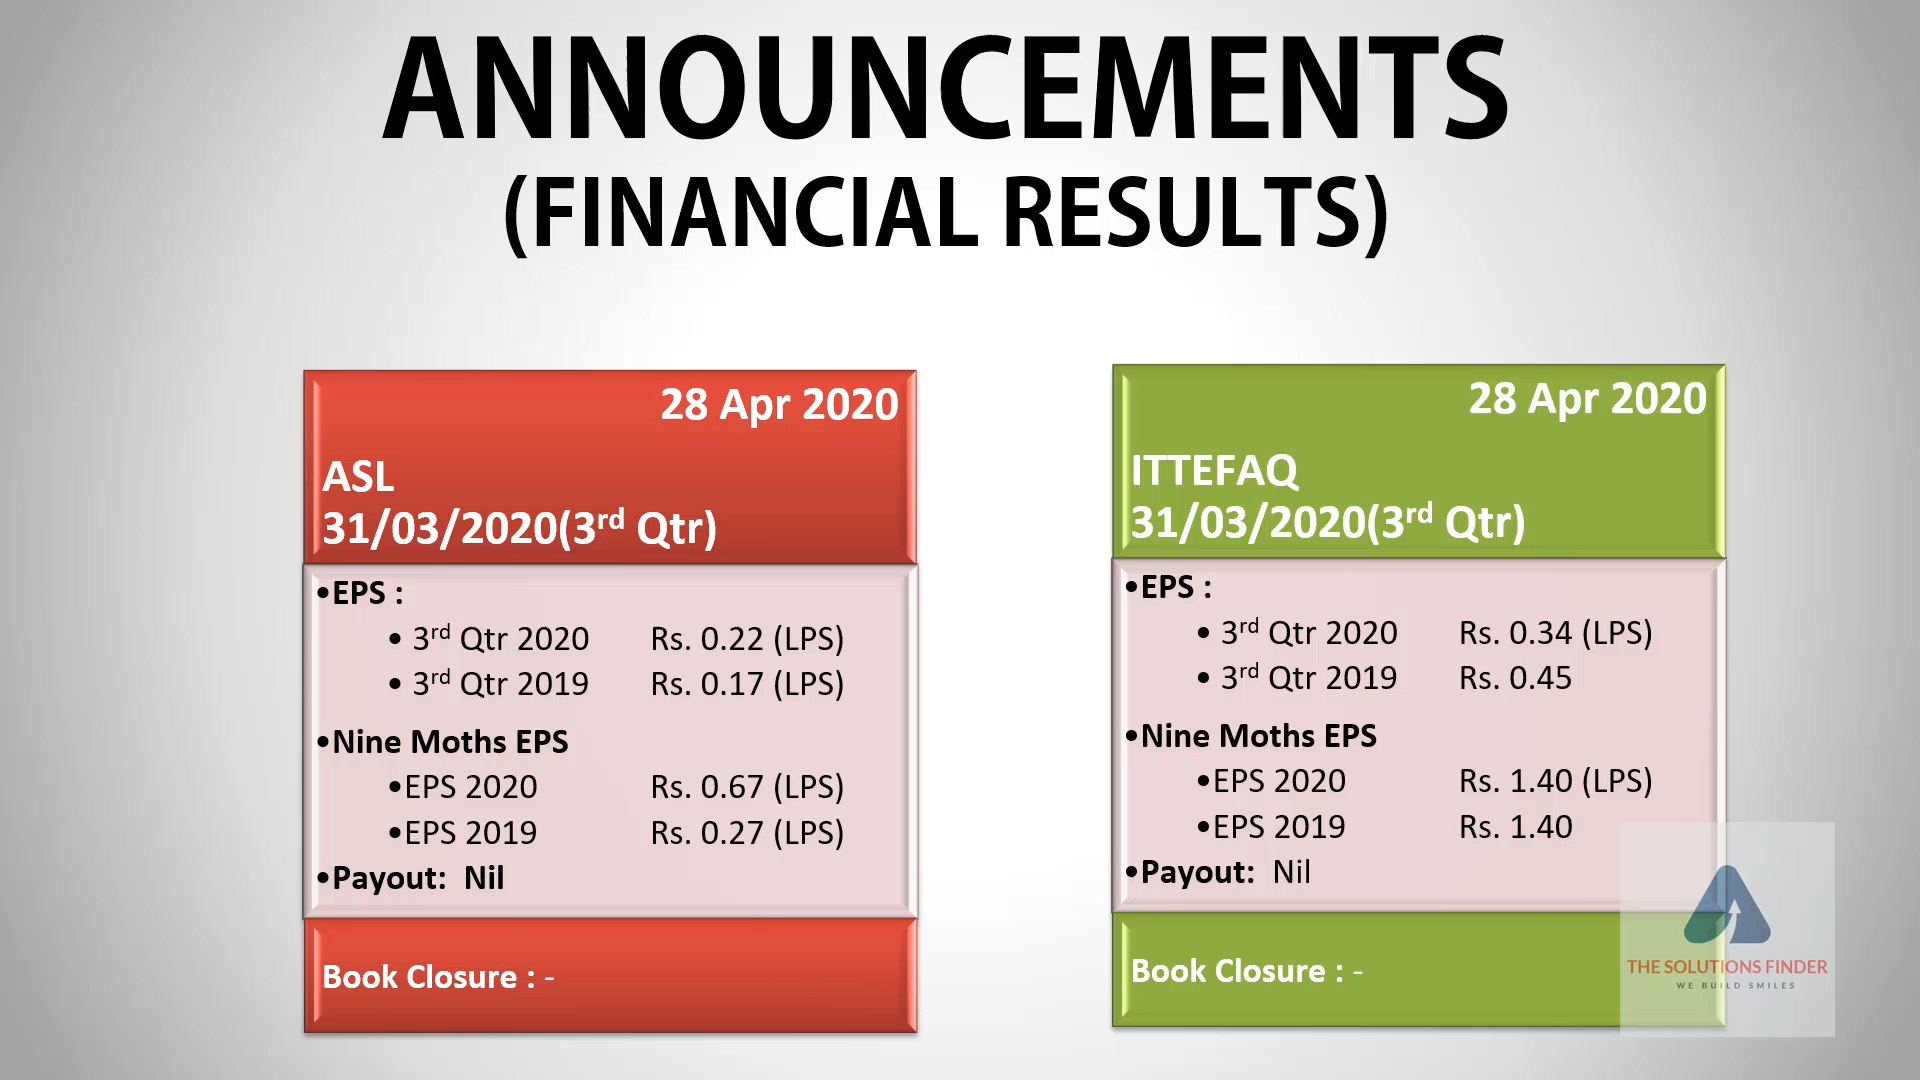 ANNOUNCEMENTS
(FINANCIAL RESULTS)
28 Apr 2020
ASL
31/03/2020(3rd Qtr)
•EPS :
• 3rd Qtr 2020 Rs. 0.22 (LPS)
• 3rd Qtr 2019 Rs. 0.17 (LPS)
•Nine Moths EPS
•EPS 2020 Rs. 0.67 (LPS)
•EPS 2019 Rs. 0.27 (LPS)
•Payout: Nil
Book Closure : -
28 Apr 2020
ITTEFAQ
31/03/2020(3rd Qtr)
•EPS :
• 3rd Qtr 2020 Rs. 0.34 (LPS)
• 3rd Qtr 2019 Rs. 0.45
•Nine Moths EPS
•EPS 2020 Rs. 1.40 (LPS)
•EPS 2019 Rs. 1.40
•Payout: Nil
Book Closure : -
THE SOLUTIONS FINDER
WE BUILD SMILES